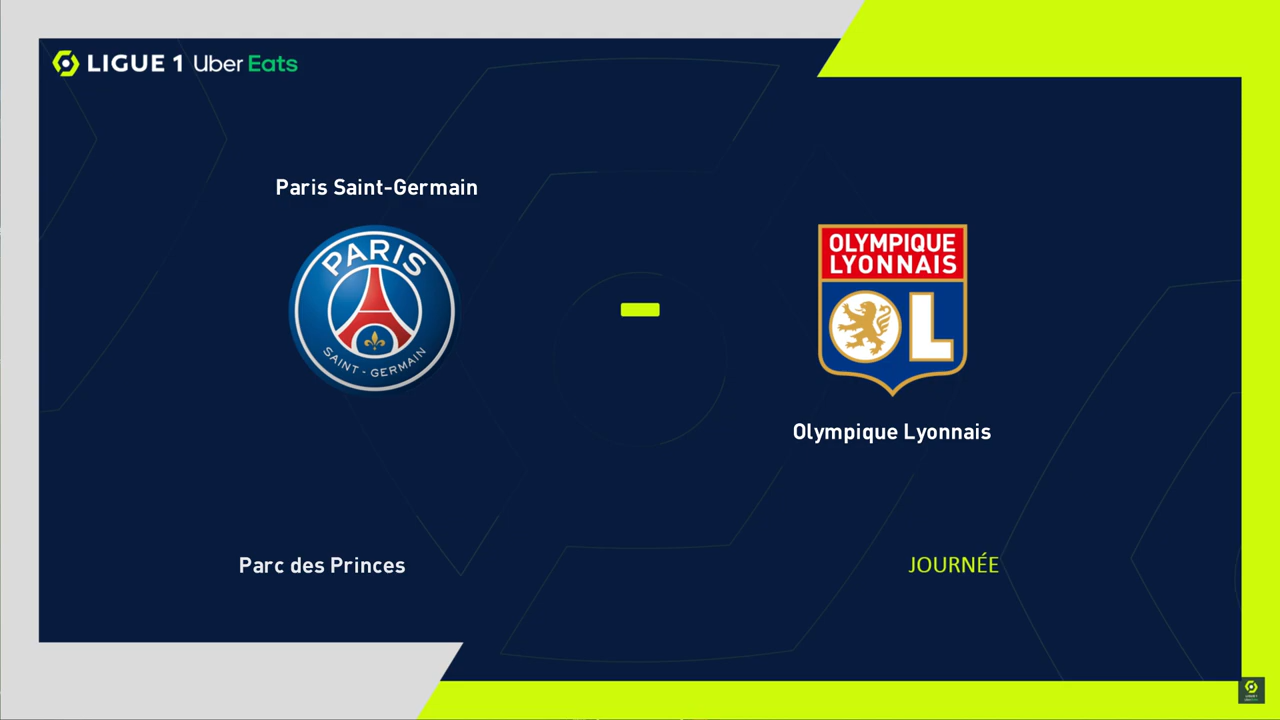 LIGUE 1 Uber Eats
Paris Saint-Germain
PARIS
SAINT - GERMAIN
OLYMPIQUE
LYONNAIS
OL
Olympique Lyonnais
Parc des Princes
JOURNÉE